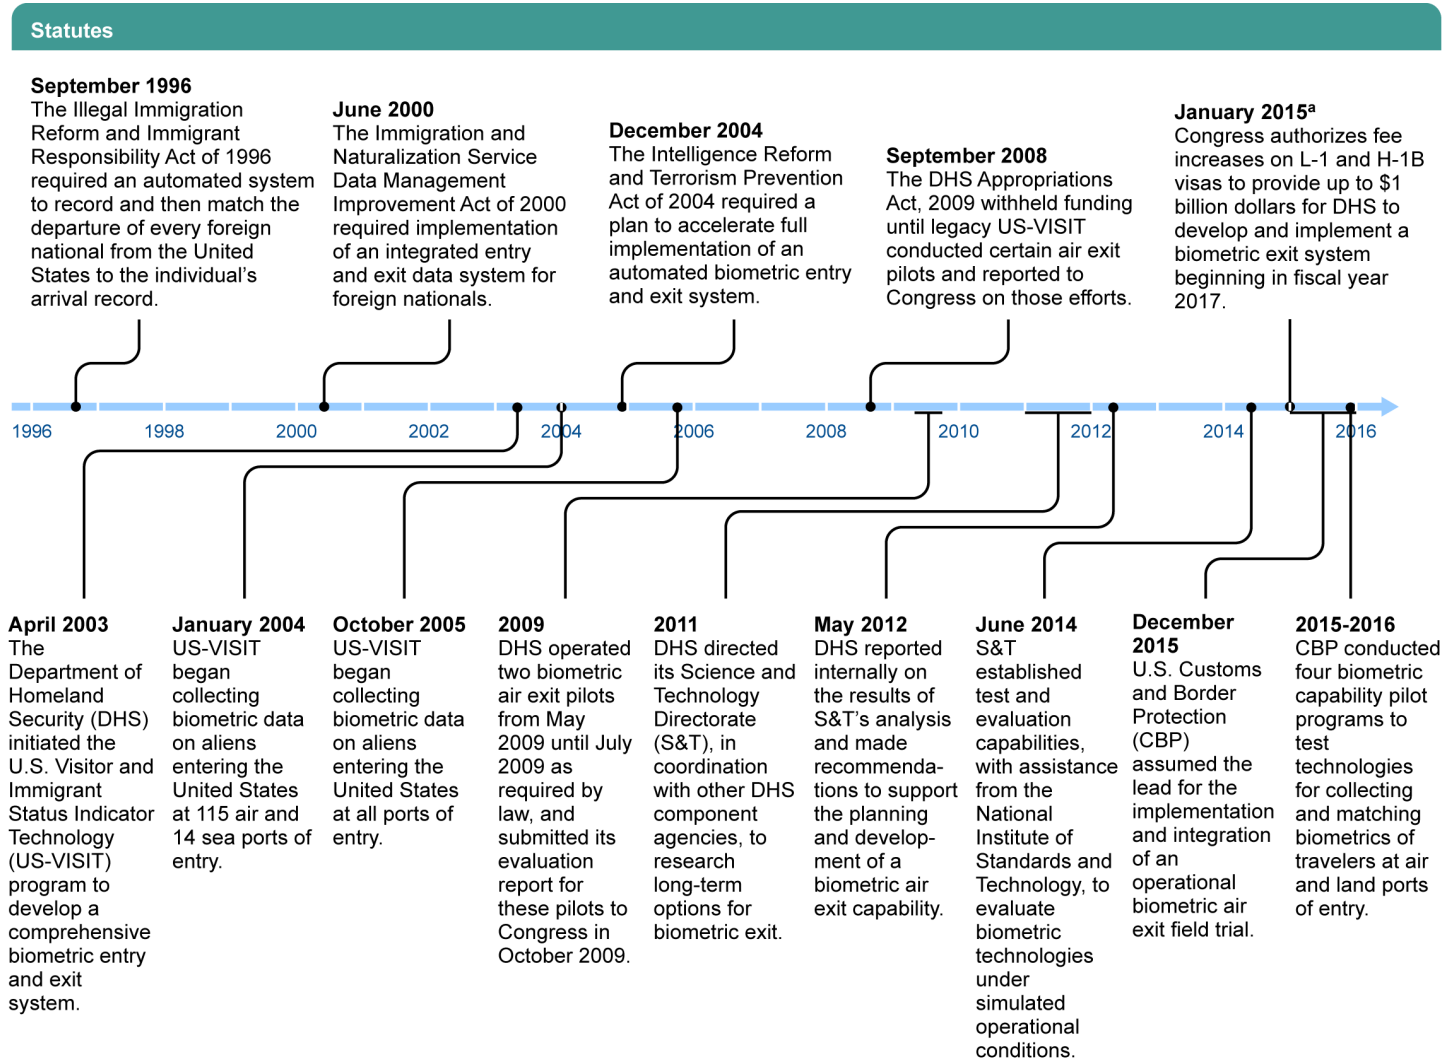 Statutes
September 1996
The Illegal Immigration
Reform and Immigrant
Responsibility Act of 1996
required an automated system
to record and then match the
departure of every foreign
national from the United
States to the individual’s
arrival record.
June 2000
The Immigration and
Naturalization Service
Data Management
Improvement Act of 2000
required implementation
of an integrated entry
and exit data system for
foreign nationals.
December 2004
The Intelligence Reform
and Terrorism Prevention
Act of 2004 required a
plan to accelerate full
implementation of an
automated biometric entry
and exit system.
September 2008
The DHS Appropriations
Act, 2009 withheld funding
until legacy US-VISIT
conducted certain air exit
pilots and reported to
Congress on those efforts.
January 2015ª
Congress authorizes fee
increases on L-1 and H-1B
visas to provide up to $1
billion dollars for DHS to
develop and implement a
biometric exit system
beginning in fiscal year
2017.
1996 1998 2000 2002 2004 2006 2008 2010 2012 2014 2016
April 2003
The
Department of
Homeland
Security (DHS)
initiated the
U.S. Visitor and
Immigrant
Status Indicator
Technology
(US-VISIT)
program to
develop a
comprehensive
biometric entry
and exit
system.
January 2004
US-VISIT
began
collecting
biometric data
on aliens
entering the
United States
at 115 air and
14 sea ports of
entry.
October 2005
US-VISIT
began
collecting
biometric data
on aliens
entering the
United States
at all ports of
entry.
2009
DHS operated
two biometric
air exit pilots
from May
2009 until July
2009 as
required by
law, and
submitted its
evaluation
report for
these pilots to
Congress in
October 2009.
2011
DHS directed
its Science and
Technology
Directorate
(S&T), in
coordination
with other DHS
component
agencies, to
research
long-term
options for
biometric exit.
May 2012
DHS reported
internally on
the results of
S&T’s analysis
and made
recommenda-
tions to support
the planning
and develop-
ment of a
biometric air
exit capability.
June 2014
S&T
established
test and
evaluation
capabilities,
with assistance
from the
National
Institute of
Standards and
Technology, to
evaluate
biometric
technologies
under
simulated
operational
conditions.
December
2015
U.S. Customs
and Border
Protection
(CBP)
assumed the
lead for the
implementation
and integration
of an
operational
biometric air
exit field trial.
2015-2016
CBP conducted
four biometric
capability pilot
programs to
test
technologies
for collecting
and matching
biometrics of
travelers at air
and land ports
of entry.